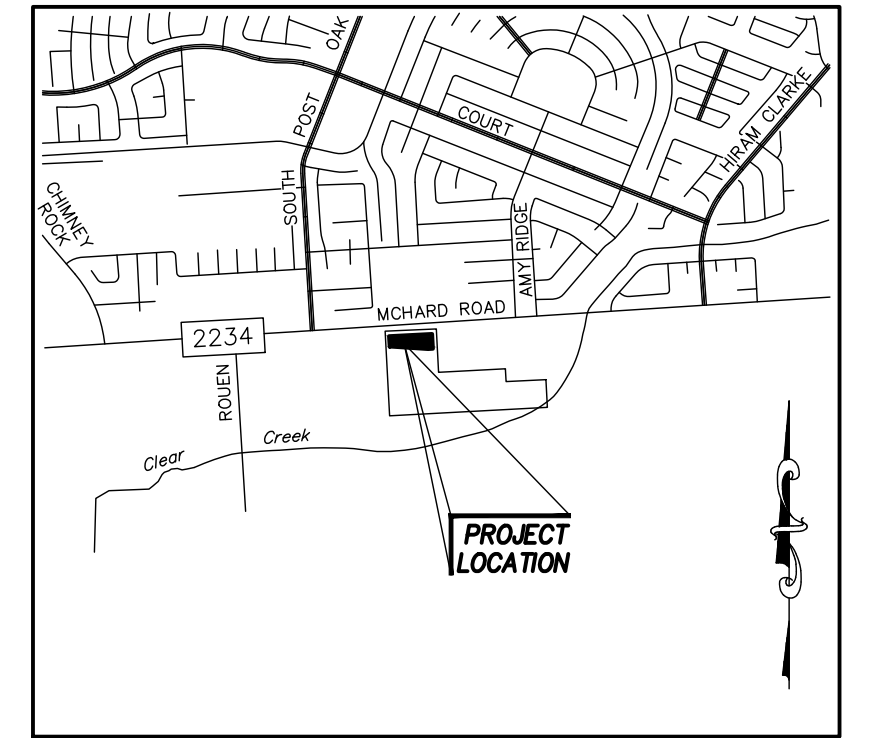 OAK
POST
SOUTH
COURT
HIRAM CLARKE
CHIMNEY
ROCK
AMY RIDGE
MCHARD ROAD
2234
ROUEN
Clear Creek
PROJECT
LOCATION